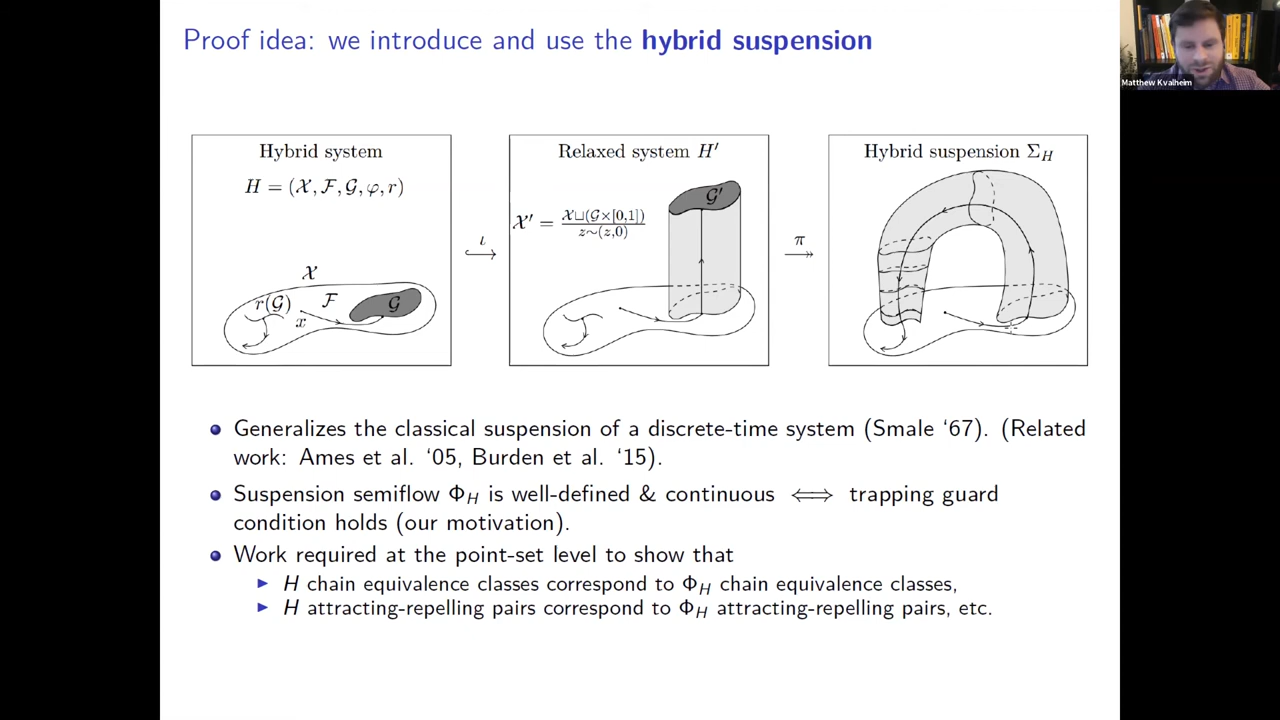 Proof idea: we introduce and use the hybrid suspension
Matthew Kvalheim
Hybrid system
H = (𝒳, ℱ, 𝒢, φ, r)
𝒳
r(𝒢)
ℱ
𝒢
x
ι
Relaxed system H′
𝒢′
𝒳′ = 𝒳⊔(𝒢×[0,1]) / z∼(z,0)
π
Hybrid suspension Σ_H
Generalizes the classical suspension of a discrete-time system (Smale ‘67). (Related
work: Ames et al. ‘05, Burden et al. ‘15).
Suspension semiflow Φ_H is well-defined & continuous ⟺ trapping guard
condition holds (our motivation).
Work required at the point-set level to show that
H chain equivalence classes correspond to Φ_H chain equivalence classes,
H attracting-repelling pairs correspond to Φ_H attracting-repelling pairs, etc.